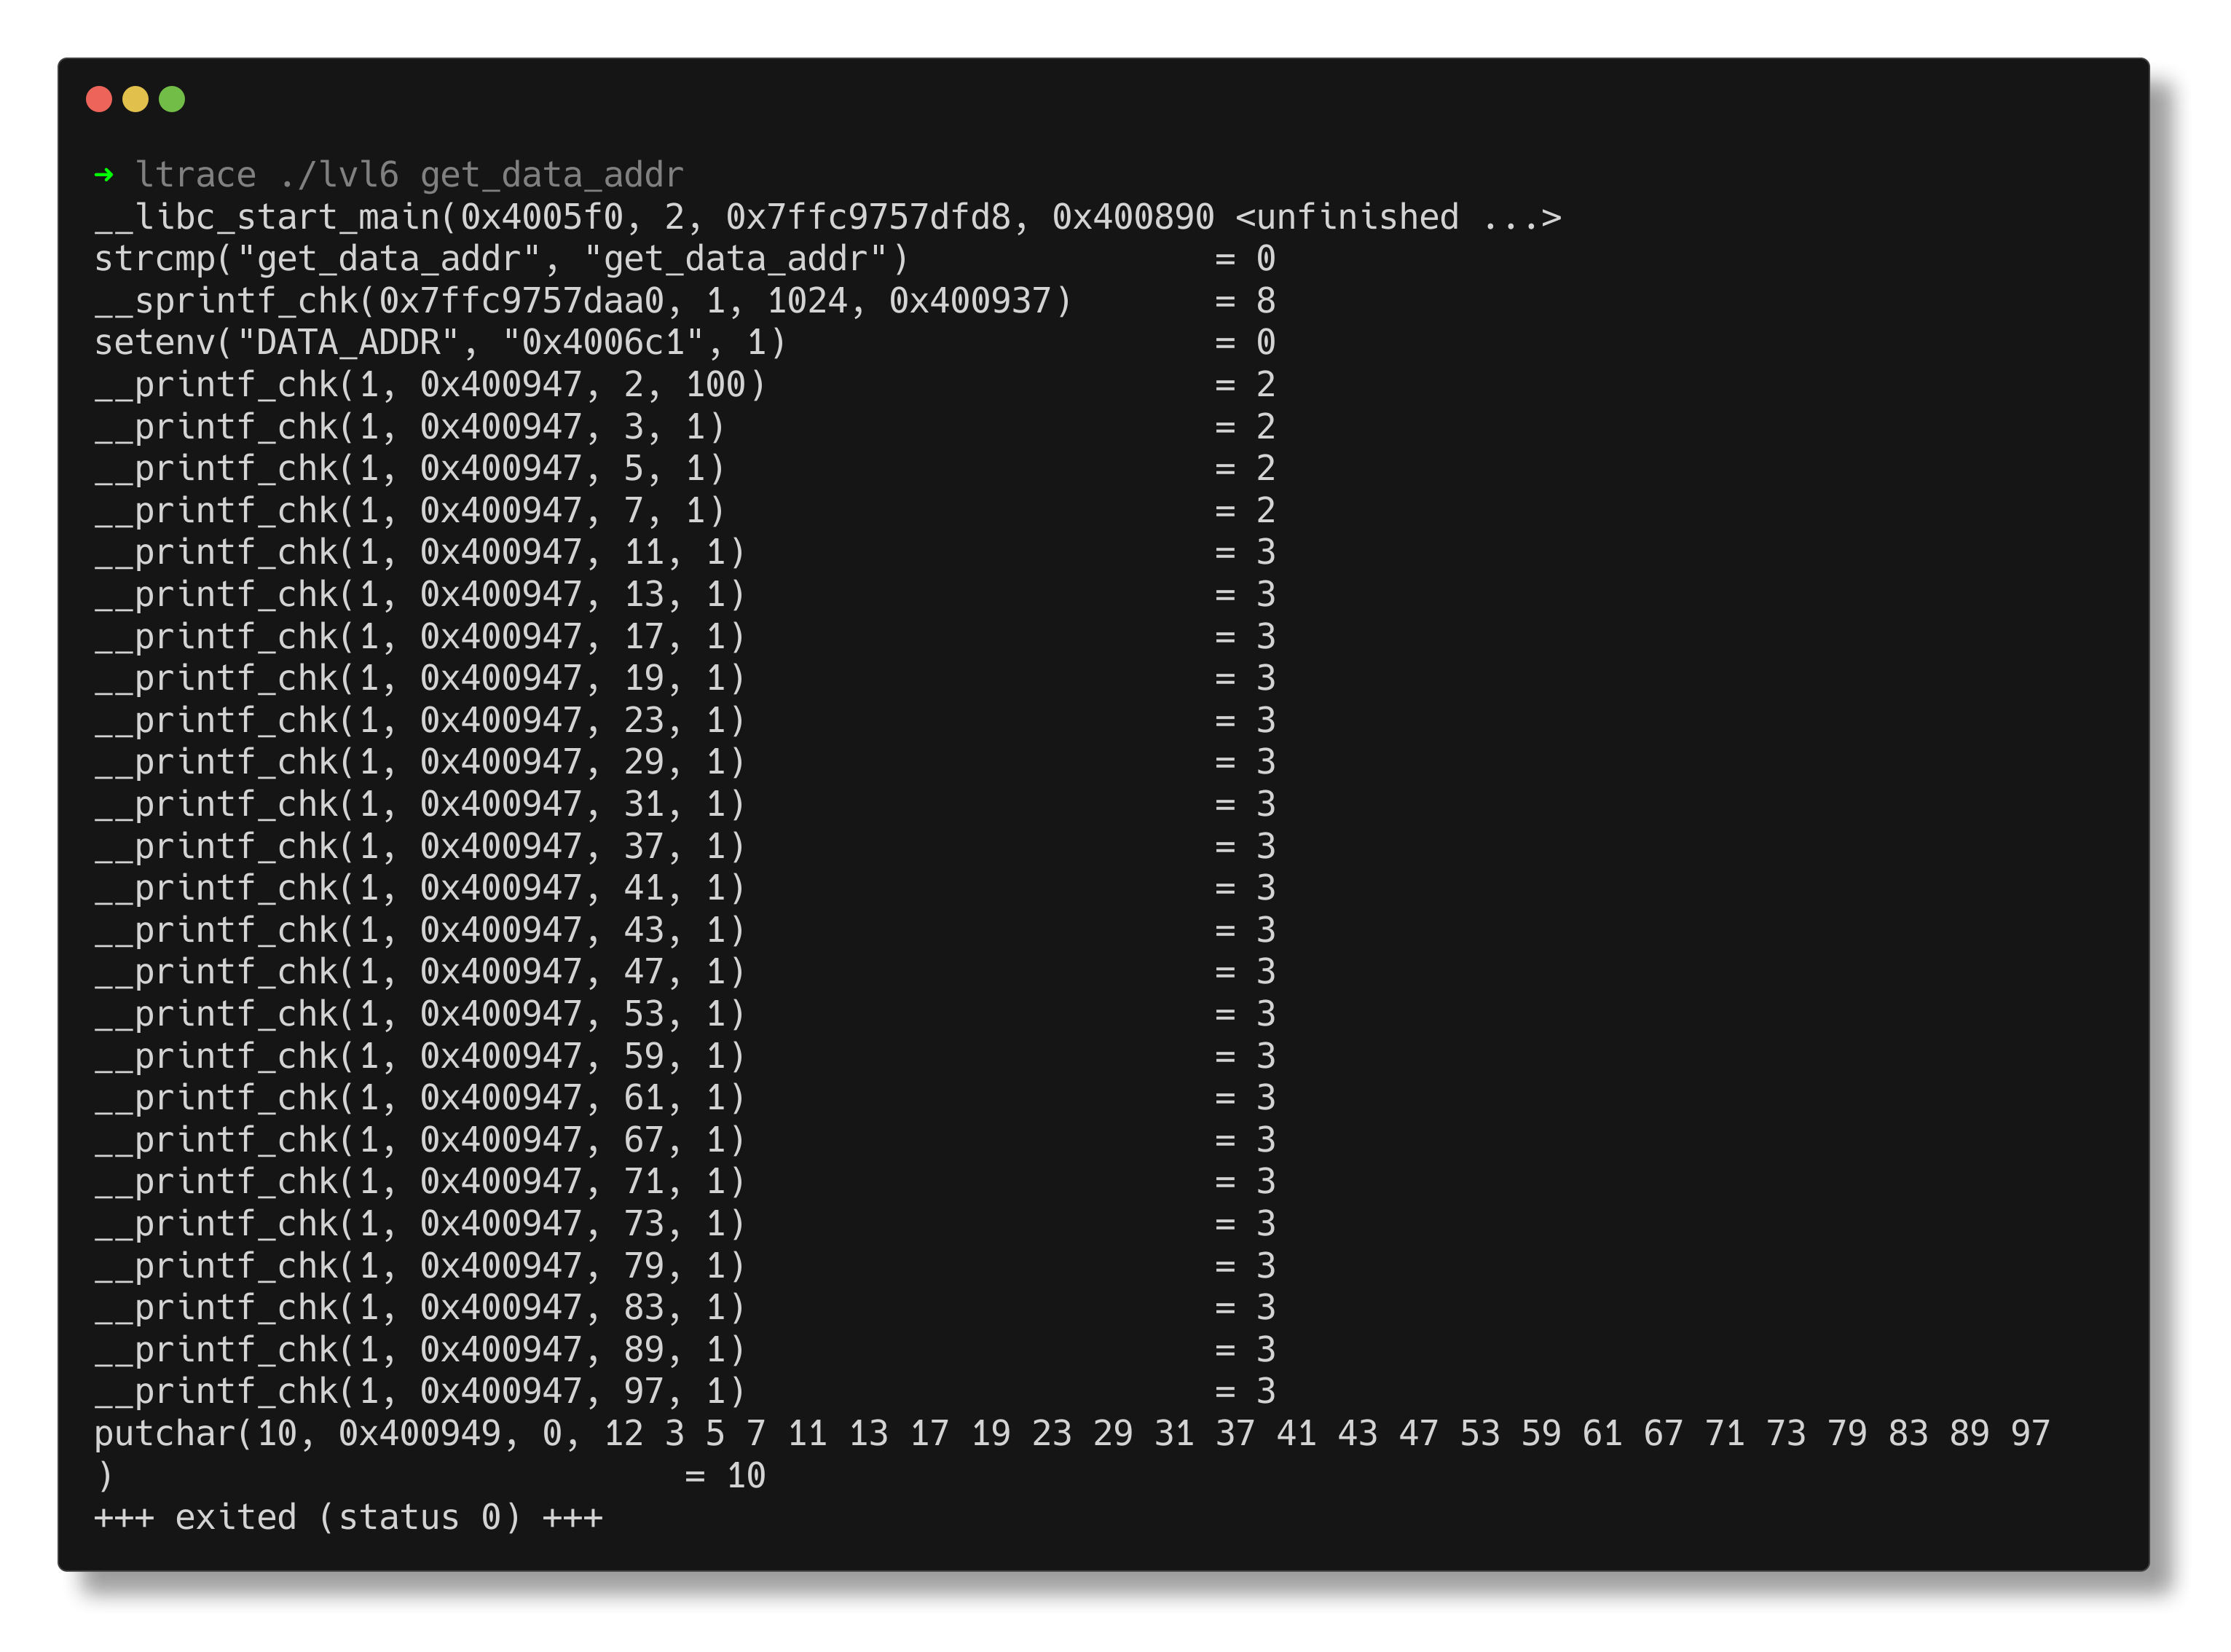 ➜ ltrace ./lvl6 get_data_addr
__libc_start_main(0x4005f0, 2, 0x7ffc9757dfd8, 0x400890 <unfinished ...>
strcmp("get_data_addr", "get_data_addr")               = 0
__sprintf_chk(0x7ffc9757daa0, 1, 1024, 0x400937)       = 8
setenv("DATA_ADDR", "0x4006c1", 1)                     = 0
__printf_chk(1, 0x400947, 2, 100)                      = 2
__printf_chk(1, 0x400947, 3, 1)                        = 2
__printf_chk(1, 0x400947, 5, 1)                        = 2
__printf_chk(1, 0x400947, 7, 1)                        = 2
__printf_chk(1, 0x400947, 11, 1)                       = 3
__printf_chk(1, 0x400947, 13, 1)                       = 3
__printf_chk(1, 0x400947, 17, 1)                       = 3
__printf_chk(1, 0x400947, 19, 1)                       = 3
__printf_chk(1, 0x400947, 23, 1)                       = 3
__printf_chk(1, 0x400947, 29, 1)                       = 3
__printf_chk(1, 0x400947, 31, 1)                       = 3
__printf_chk(1, 0x400947, 37, 1)                       = 3
__printf_chk(1, 0x400947, 41, 1)                       = 3
__printf_chk(1, 0x400947, 43, 1)                       = 3
__printf_chk(1, 0x400947, 47, 1)                       = 3
__printf_chk(1, 0x400947, 53, 1)                       = 3
__printf_chk(1, 0x400947, 59, 1)                       = 3
__printf_chk(1, 0x400947, 61, 1)                       = 3
__printf_chk(1, 0x400947, 67, 1)                       = 3
__printf_chk(1, 0x400947, 71, 1)                       = 3
__printf_chk(1, 0x400947, 73, 1)                       = 3
__printf_chk(1, 0x400947, 79, 1)                       = 3
__printf_chk(1, 0x400947, 83, 1)                       = 3
__printf_chk(1, 0x400947, 89, 1)                       = 3
__printf_chk(1, 0x400947, 97, 1)                       = 3
putchar(10, 0x400949, 0, 12 3 5 7 11 13 17 19 23 29 31 37 41 43 47 53 59 61 67 71 73 79 83 89 97
)                            = 10
+++ exited (status 0) +++